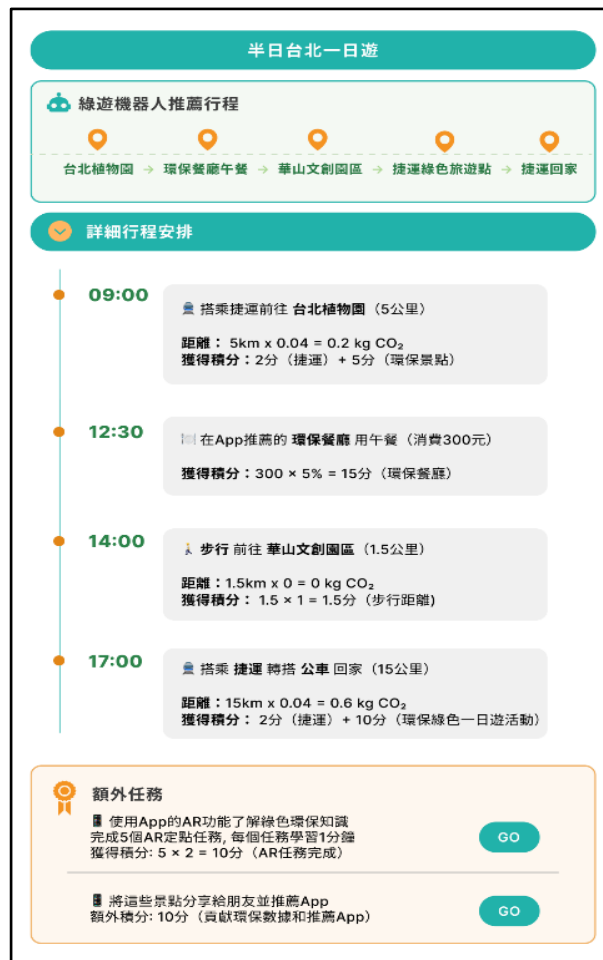 半日台北一日遊
綠遊機器人推薦行程
台北植物園 → 環保餐廳午餐 → 華山文創園區 → 捷運綠色旅遊點 → 捷運回家
詳細行程安排
09:00
搭乘捷運前往 台北植物園（5公里）
距離： 5km x 0.04 = 0.2 kg CO₂
獲得積分：2分（捷運）+ 5分（環保景點）
12:30
在App推薦的 環保餐廳 用午餐（消費300元）
獲得積分：300 × 5% = 15分（環保餐廳）
14:00
步行 前往 華山文創園區（1.5公里）
距離：1.5km x 0 = 0 kg CO₂
獲得積分： 1.5 × 1 = 1.5分（步行距離)
17:00
搭乘 捷運 轉搭 公車 回家（15公里）
距離：15km x 0.04 = 0.6 kg CO₂
獲得積分： 2分（捷運）+ 10分（環保綠色一日遊活動）
額外任務
使用App的AR功能了解綠色環保知識
完成5個AR定點任務, 每個任務學習1分鐘
獲得積分: 5 × 2 = 10分（AR任務完成）
GO
將這些景點分享給朋友並推薦App
額外積分: 10分（貢獻環保數據和推薦App）
GO